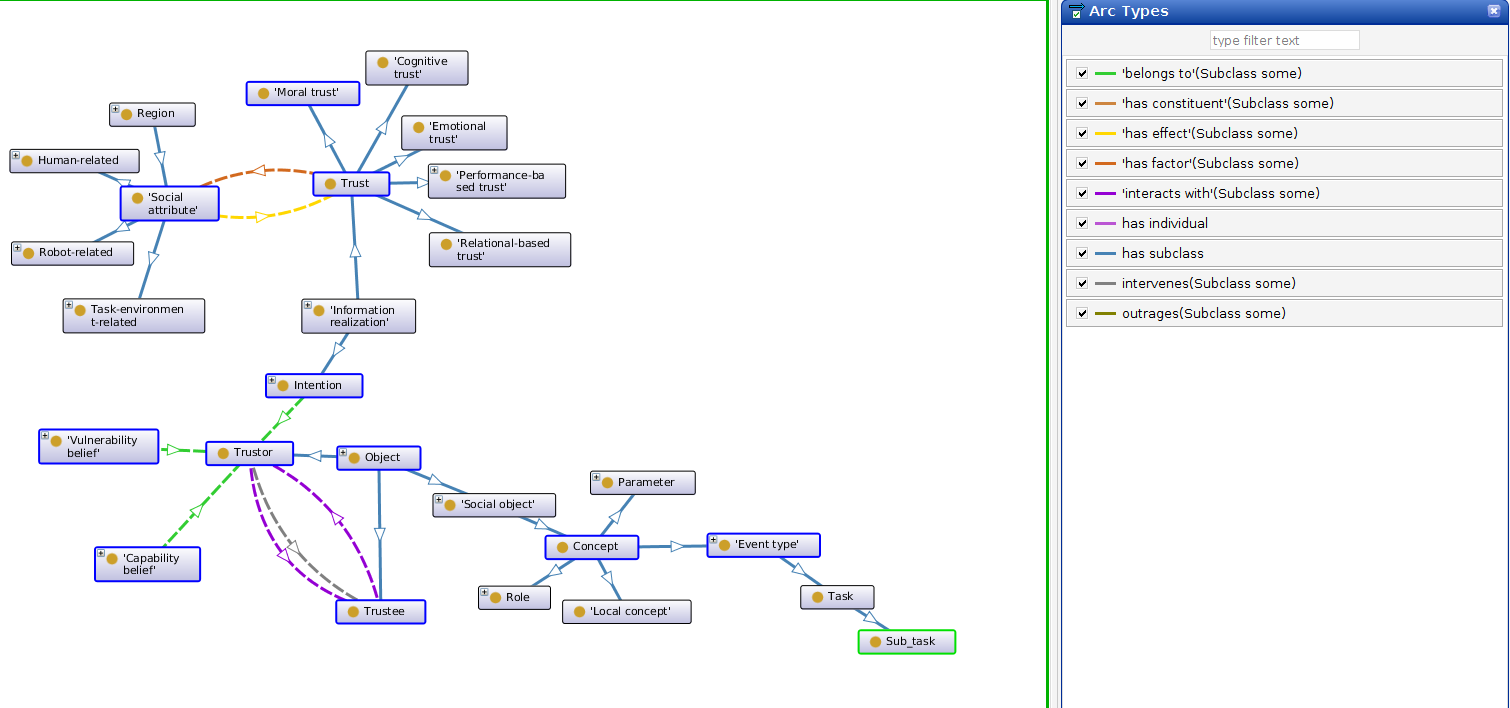 Arc Types
type filter text
'belongs to'(Subclass some)
'has constituent'(Subclass some)
'has effect'(Subclass some)
'has factor'(Subclass some)
'interacts with'(Subclass some)
has individual
has subclass
intervenes(Subclass some)
outrages(Subclass some)
'Cognitive
trust'
'Moral trust'
Region
'Emotional
trust'
Human-related
'Performance-ba
sed trust'
Trust
'Social
attribute'
'Relational-based
trust'
Robot-related
Task-environmen
t-related
'Information
realization'
Intention
'Vulnerability
belief'
Trustor
Object
Parameter
'Social object'
Concept
'Event type'
'Capability
belief'
Role
Task
'Local concept'
Trustee
Sub_task